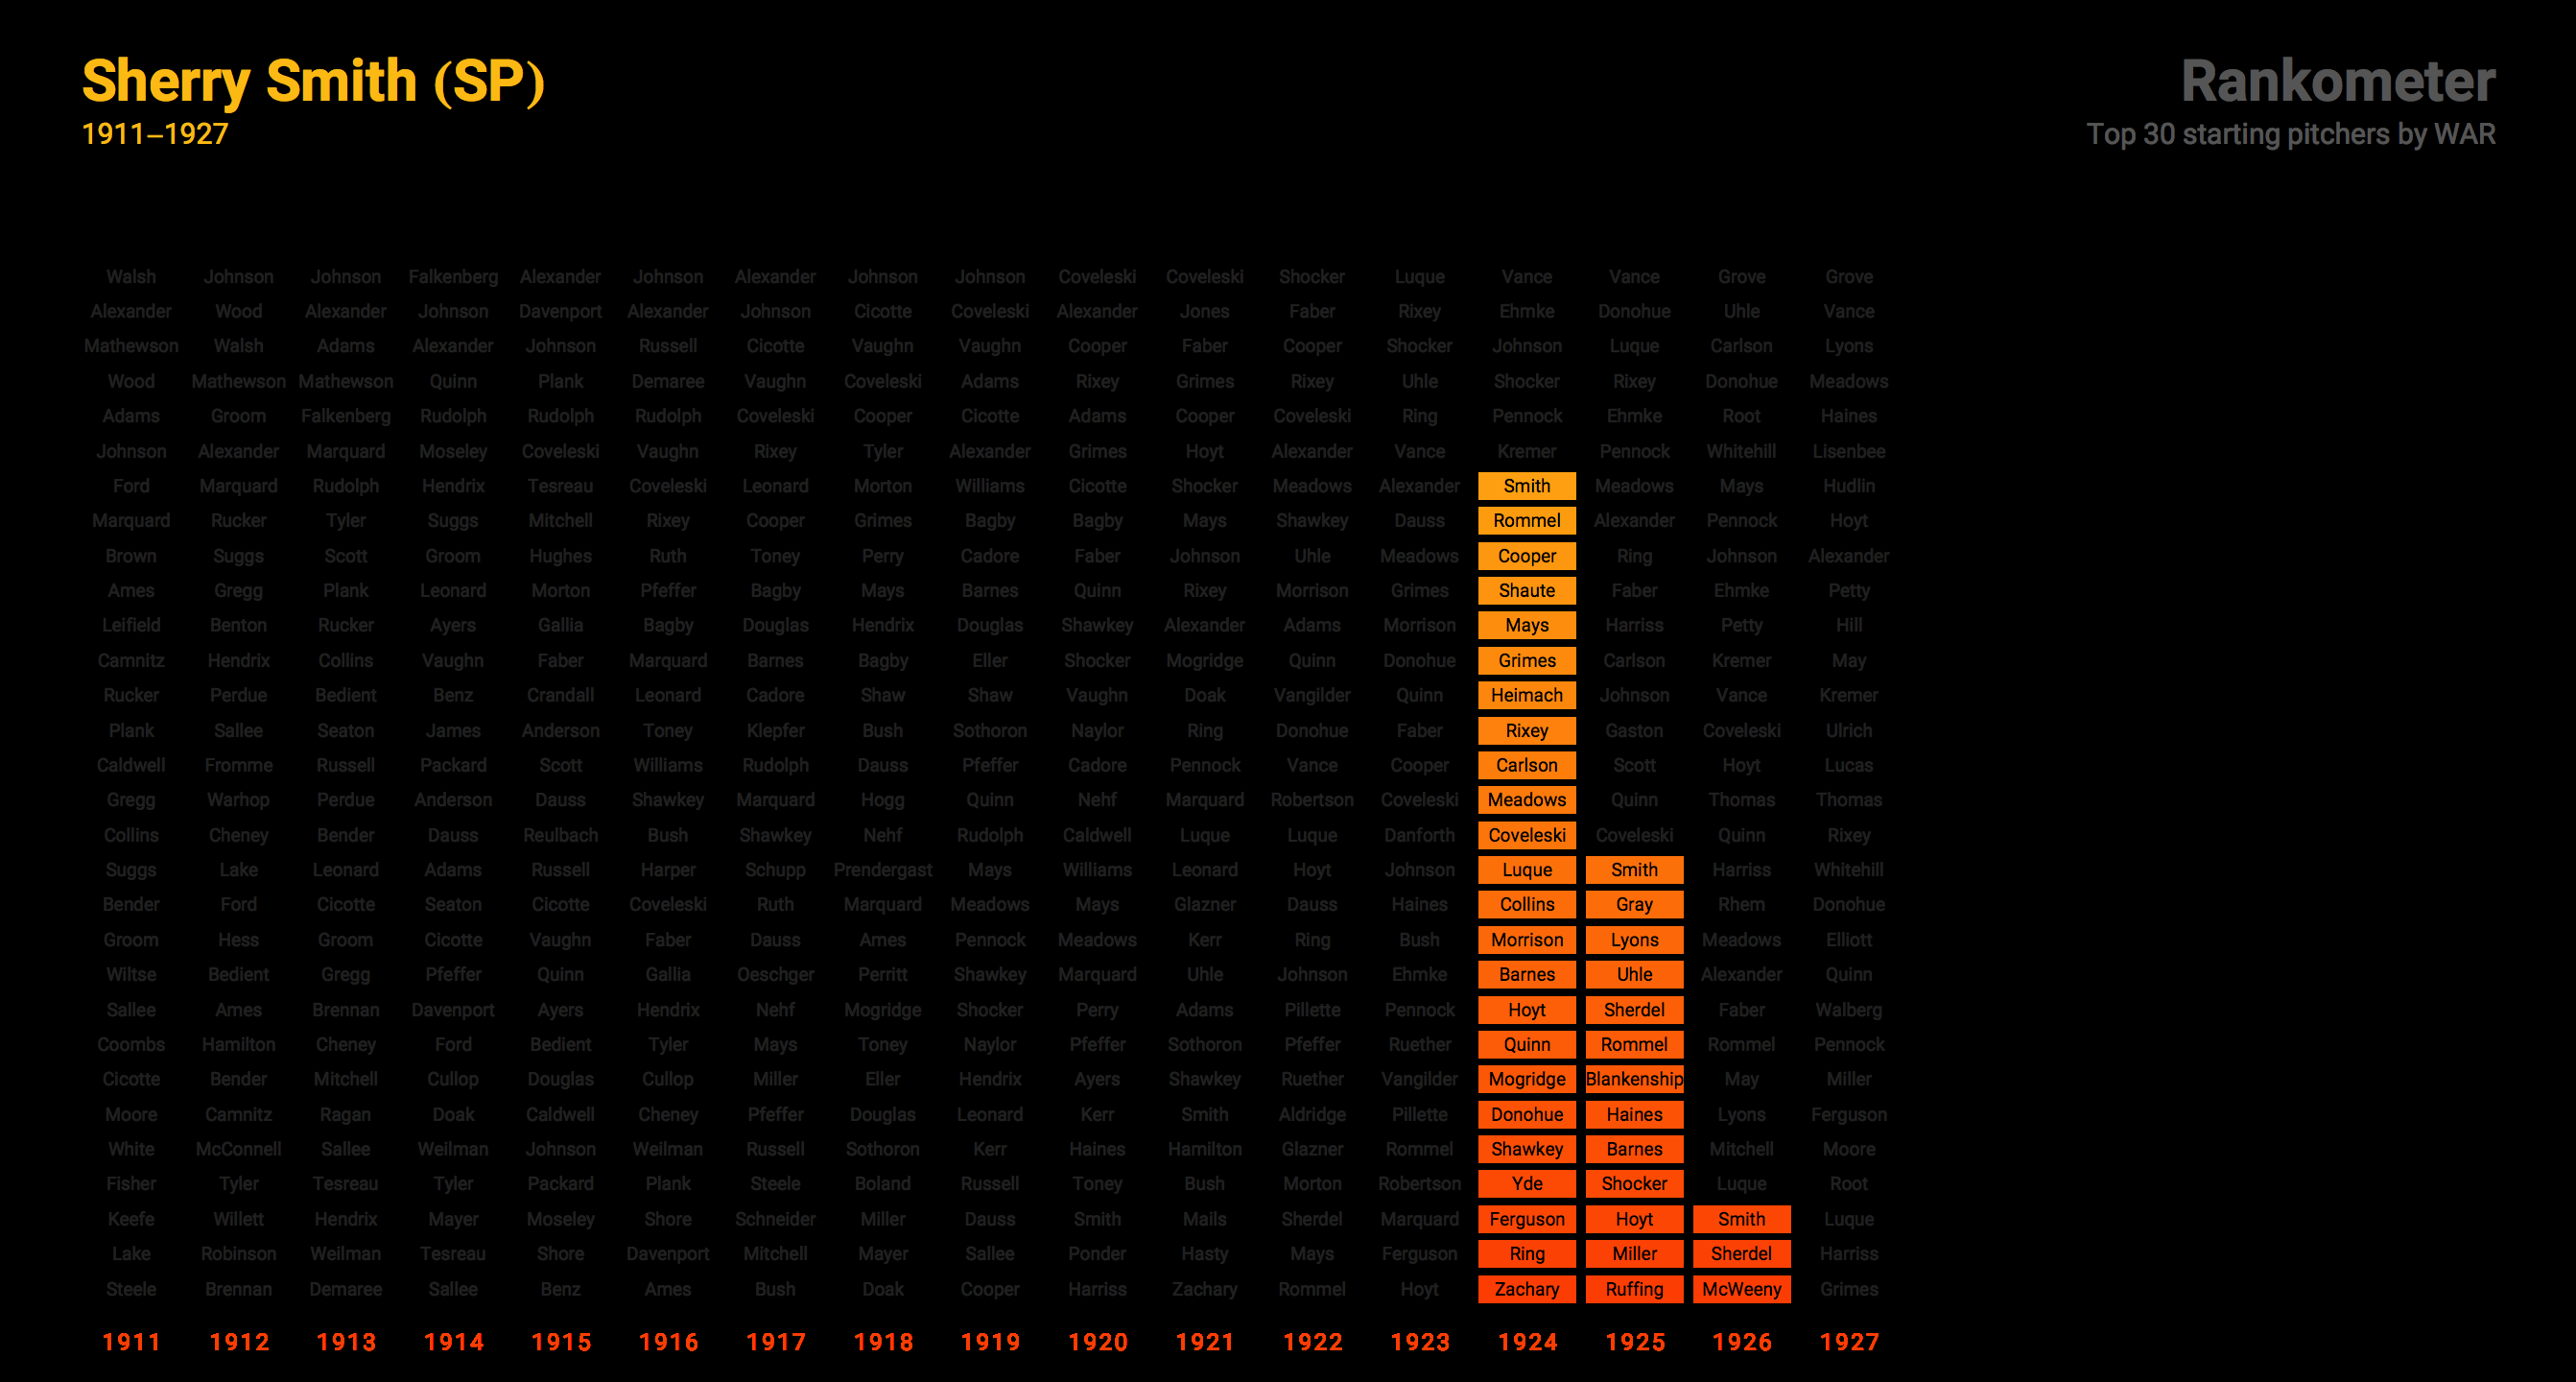 Sherry Smith (SP)
1911–1927
Rankometer
Top 30 starting pitchers by WAR
Walsh Johnson Johnson Falkenberg Alexander Johnson Alexander Johnson Johnson Coveleski Coveleski Shocker Luque Vance Vance Grove Grove
Alexander Wood Alexander Johnson Davenport Alexander Johnson Cicotte Coveleski Alexander Jones Faber Rixey Ehmke Donohue Uhle Vance
Mathewson Walsh Adams Alexander Johnson Russell Cicotte Vaughn Vaughn Cooper Faber Cooper Shocker Johnson Luque Carlson Lyons
Wood Mathewson Mathewson Quinn Plank Demaree Vaughn Coveleski Adams Rixey Grimes Rixey Uhle Shocker Rixey Donohue Meadows
Adams Groom Falkenberg Rudolph Rudolph Rudolph Coveleski Cooper Cicotte Adams Cooper Coveleski Ring Pennock Ehmke Root Haines
Johnson Alexander Marquard Moseley Coveleski Vaughn Rixey Tyler Alexander Grimes Hoyt Alexander Vance Kremer Pennock Whitehill Lisenbee
Ford Marquard Rudolph Hendrix Tesreau Coveleski Leonard Morton Williams Cicotte Shocker Meadows Alexander Smith Meadows Mays Hudlin
Marquard Rucker Tyler Suggs Mitchell Rixey Cooper Grimes Bagby Bagby Mays Shawkey Dauss Rommel Alexander Pennock Hoyt
Brown Suggs Scott Groom Hughes Ruth Toney Perry Cadore Faber Johnson Uhle Meadows Cooper Ring Johnson Alexander
Ames Gregg Plank Leonard Morton Pfeffer Bagby Mays Barnes Quinn Rixey Morrison Grimes Shaute Faber Ehmke Petty
Leifield Benton Rucker Ayers Gallia Bagby Douglas Hendrix Douglas Shawkey Alexander Adams Morrison Mays Harriss Petty Hill
Camnitz Hendrix Collins Vaughn Faber Marquard Barnes Bagby Eller Shocker Mogridge Quinn Donohue Grimes Carlson Kremer May
Rucker Perdue Bedient Benz Crandall Leonard Cadore Shaw Shaw Vaughn Doak Vangilder Quinn Heimach Johnson Vance Kremer
Plank Sallee Seaton James Anderson Toney Klepfer Bush Sothoron Naylor Ring Donohue Faber Rixey Gaston Coveleski Ulrich
Caldwell Fromme Russell Packard Scott Williams Rudolph Dauss Pfeffer Cadore Pennock Vance Cooper Carlson Scott Hoyt Lucas
Gregg Warhop Perdue Anderson Dauss Shawkey Marquard Hogg Quinn Nehf Marquard Robertson Coveleski Meadows Quinn Thomas Thomas
Collins Cheney Bender Dauss Reulbach Bush Shawkey Nehf Rudolph Caldwell Luque Luque Danforth Coveleski Coveleski Quinn Rixey
Suggs Lake Leonard Adams Russell Harper Schupp Prendergast Mays Williams Leonard Hoyt Johnson Luque Smith Harriss Whitehill
Bender Ford Cicotte Seaton Cicotte Coveleski Ruth Marquard Meadows Mays Glazner Dauss Haines Collins Gray Rhem Donohue
Groom Hess Groom Cicotte Vaughn Faber Dauss Ames Pennock Meadows Kerr Ring Bush Morrison Lyons Meadows Elliott
Wiltse Bedient Gregg Pfeffer Quinn Gallia Oeschger Perritt Shawkey Marquard Uhle Johnson Ehmke Barnes Uhle Alexander Quinn
Sallee Ames Brennan Davenport Ayers Hendrix Nehf Mogridge Shocker Perry Adams Pillette Pennock Hoyt Sherdel Faber Walberg
Coombs Hamilton Cheney Ford Bedient Tyler Mays Toney Naylor Pfeffer Sothoron Pfeffer Ruether Quinn Rommel Rommel Pennock
Cicotte Bender Mitchell Cullop Douglas Cullop Miller Eller Hendrix Ayers Shawkey Ruether Vangilder Mogridge Blankenship May Miller
Moore Camnitz Ragan Doak Caldwell Cheney Pfeffer Douglas Leonard Kerr Smith Aldridge Pillette Donohue Haines Lyons Ferguson
White McConnell Sallee Weilman Johnson Weilman Russell Sothoron Kerr Haines Hamilton Glazner Rommel Shawkey Barnes Mitchell Moore
Fisher Tyler Tesreau Tyler Packard Plank Steele Boland Russell Toney Bush Morton Robertson Yde Shocker Luque Root
Keefe Willett Hendrix Mayer Moseley Shore Schneider Miller Dauss Smith Mails Sherdel Marquard Ferguson Hoyt Smith Luque
Lake Robinson Weilman Tesreau Shore Davenport Mitchell Mayer Sallee Ponder Hasty Mays Ferguson Ring Miller Sherdel Harriss
Steele Brennan Demaree Sallee Benz Ames Bush Doak Cooper Harriss Zachary Rommel Hoyt Zachary Ruffing McWeeny Grimes
1911 1912 1913 1914 1915 1916 1917 1918 1919 1920 1921 1922 1923 1924 1925 1926 1927